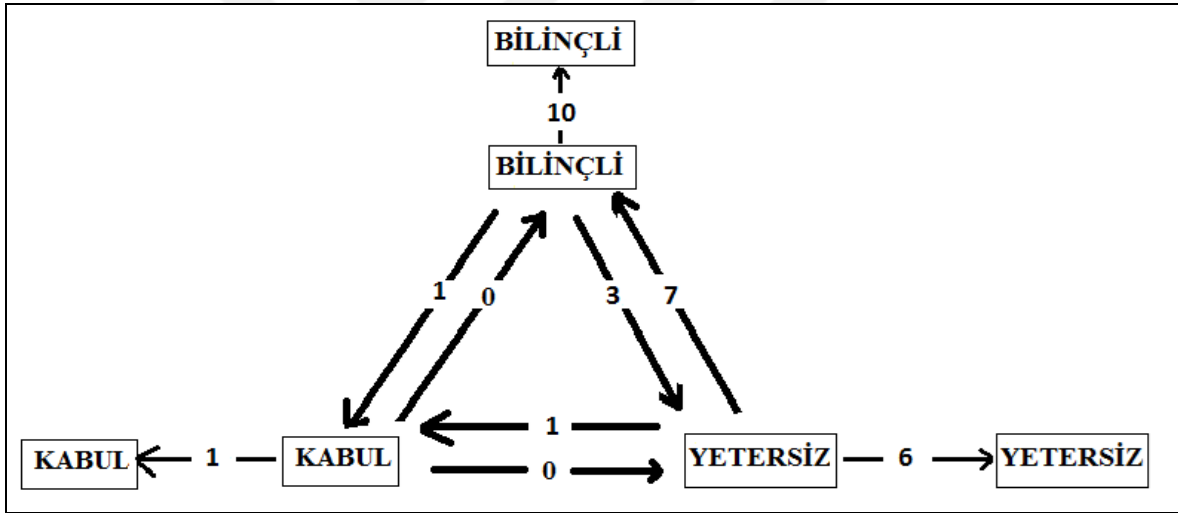 BİLİNÇLİ
10
BİLİNÇLİ
1 0 3 7
1
KABUL 1 KABUL YETERSİZ 6 YETERSİZ
0